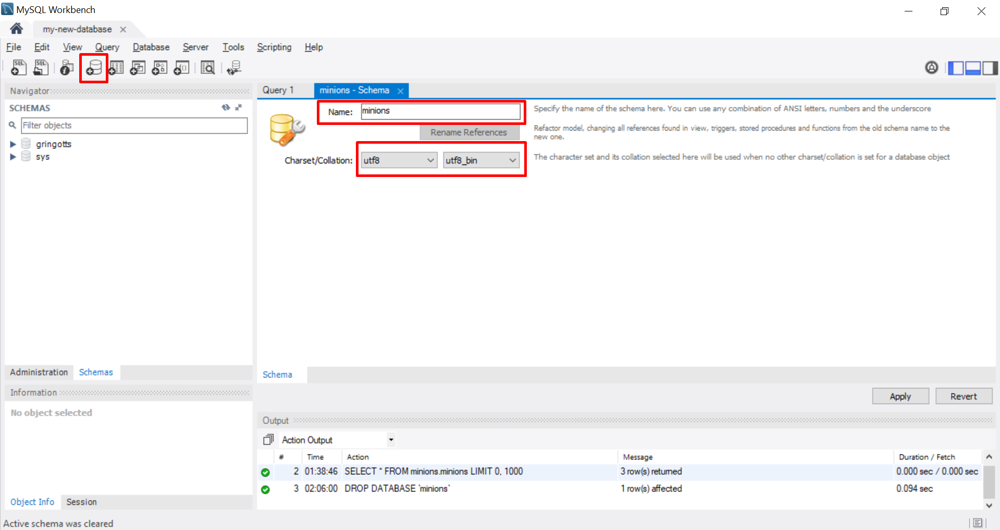 MySQL Workbench
my-new-database
File Edit View Query Database Server Tools Scripting Help
SQL SQL
Navigator
SCHEMAS
Filter objects
gringotts
sys
Administration Schemas
Information
No object selected
Object Info Session
Query 1 minions - Schema
Name: minions
Specify the name of the schema here. You can use any combination of ANSI letters, numbers and the underscore
Rename References
Refactor model, changing all references found in view, triggers, stored procedures and functions from the old schema name to the
new one.
Charset/Collation: utf8 utf8_bin
The character set and its collation selected here will be used when no other charset/collation is set for a database object
Schema
Apply Revert
Output
Action Output
# Time Action Message Duration / Fetch
2 01:38:46 SELECT * FROM minions.minions LIMIT 0, 1000 3 row(s) returned 0.000 sec / 0.000 sec
3 02:06:00 DROP DATABASE `minions` 1 row(s) affected 0.094 sec
Active schema was cleared